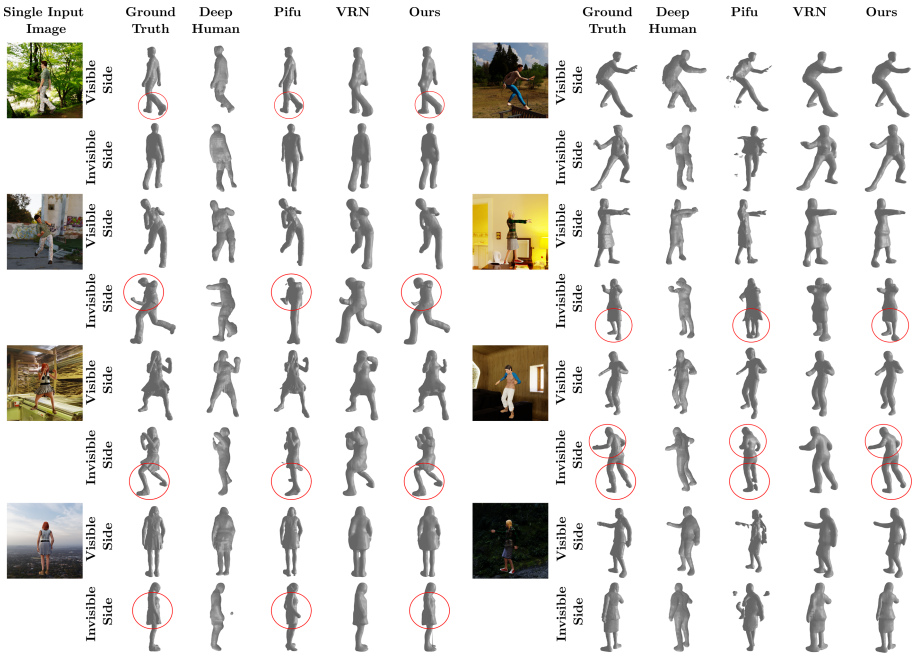 Single Input
Image
Ground
Truth
Deep
Human
Pifu
VRN
Ours
Ground
Truth
Deep
Human
Pifu
VRN
Ours
Visible
Side
Visible
Side
Invisible
Side
Invisible
Side
Visible
Side
Visible
Side
Invisible
Side
Invisible
Side
Visible
Side
Visible
Side
Invisible
Side
Invisible
Side
Visible
Side
Visible
Side
Invisible
Side
Invisible
Side